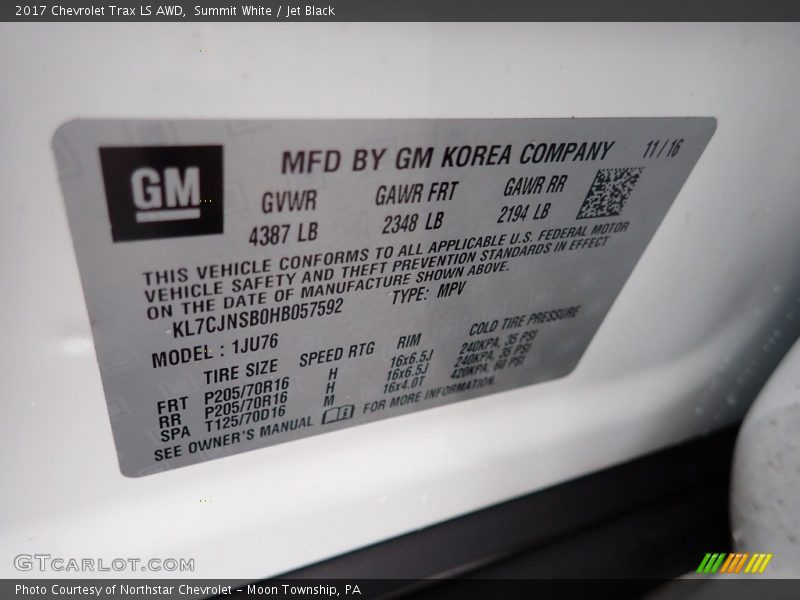 2017 Chevrolet Trax LS AWD,  Summit White / Jet Black
GM
MFD BY GM KOREA COMPANY 11/16
GVWR GAWR FRT GAWR RR
4387 LB 2348 LB 2194 LB
THIS VEHICLE CONFORMS TO ALL APPLICABLE U.S. FEDERAL MOTOR
VEHICLE SAFETY AND THEFT PREVENTION STANDARDS IN EFFECT
ON THE DATE OF MANUFACTURE SHOWN ABOVE.
KL7CJNSB0HB057592 TYPE: MPV
MODEL : 1JU76
TIRE SIZE SPEED RTG RIM COLD TIRE PRESSURE
FRT P205/70R16 H 16x6.5J 240KPA, 35 PSI
RR P205/70R16 H 16x6.5J 240KPA, 35 PSI
SPA T125/70D16 M 16x4.0T 420KPA, 60 PSI
SEE OWNER'S MANUAL FOR MORE INFORMATION.
GTCARLOT.COM
Photo Courtesy of Northstar Chevrolet - Moon Township, PA